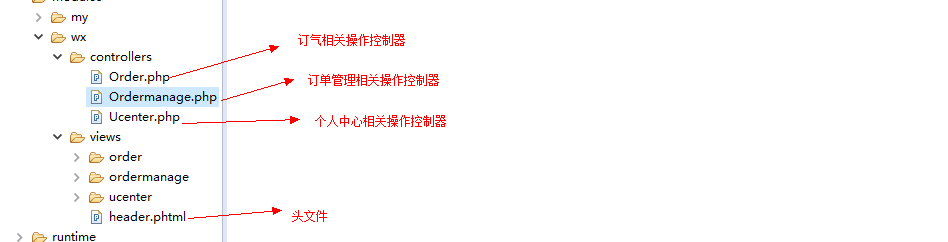 modules
my
wx
controllers
Order.php
订气相关操作控制器
Ordermanage.php
订单管理相关操作控制器
Ucenter.php
个人中心相关操作控制器
views
order
ordermanage
ucenter
header.phtml
头文件
runtime